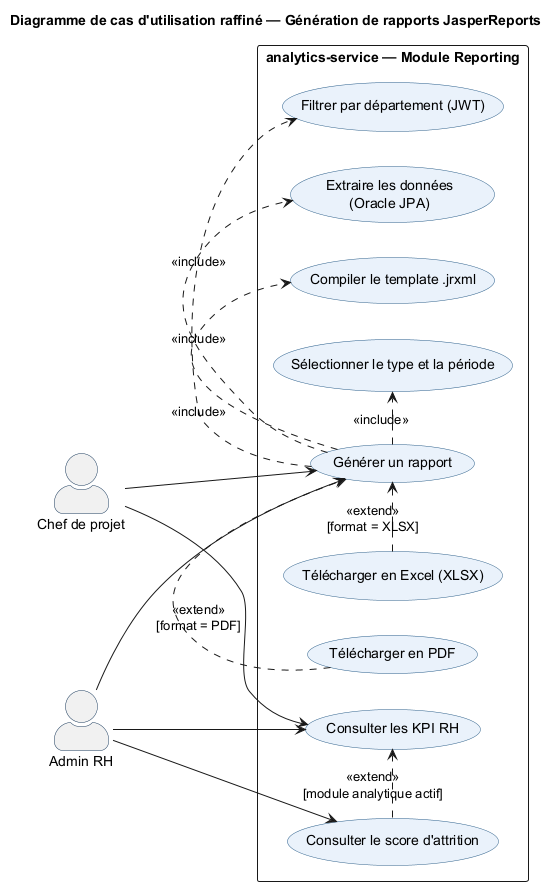 Diagramme de cas d'utilisation raffiné — Génération de rapports JasperReports
analytics-service — Module Reporting
Filtrer par département (JWT)
Extraire les données
(Oracle JPA)
«include»
Compiler le template .jrxml
«include»
Sélectionner le type et la période
«include»
«include»
Générer un rapport
Chef de projet
«extend»
[format = XLSX]
Télécharger en Excel (XLSX)
«extend»
[format = PDF]
Télécharger en PDF
Consulter les KPI RH
Admin RH
«extend»
[module analytique actif]
Consulter le score d'attrition